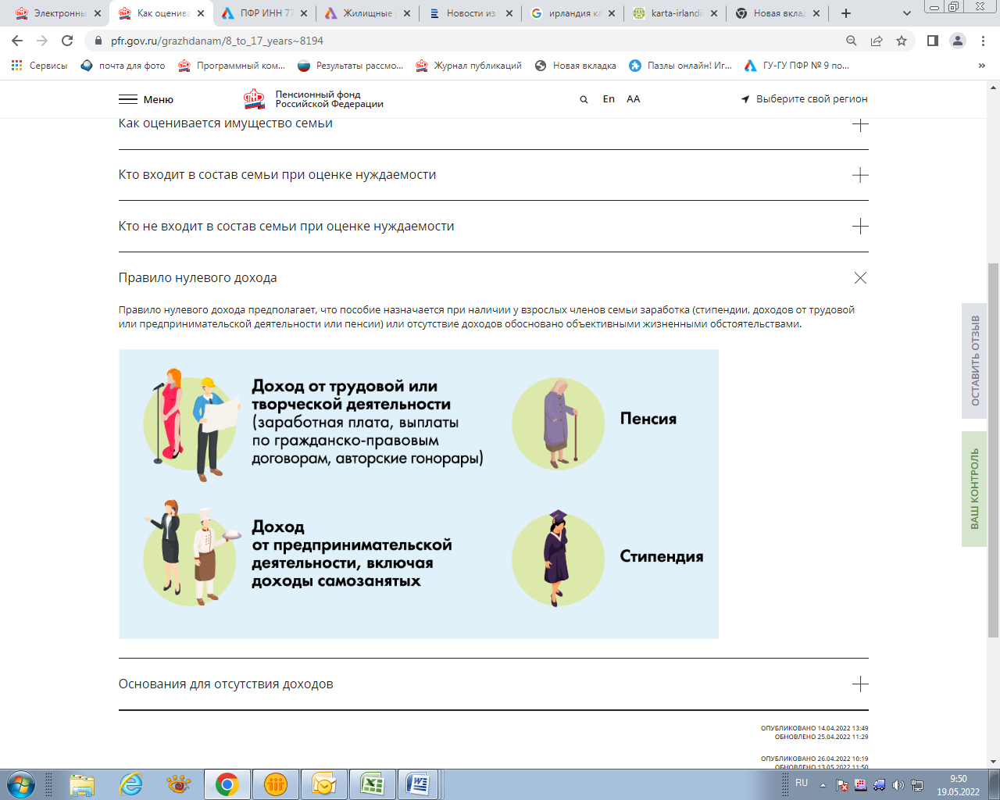 Электронны
Как оценива
ПФР ИНН 77
Жилищные
Новости из
ирландия ка
karta-irlandi
Новая вклад
pfr.gov.ru/grazhdanam/8_to_17_years~8194
Сервисы
почта для фото
Программный ком...
Результаты рассмо...
Журнал публикаций
Новая вкладка
Пазлы онлайн! Иг...
ГУ-ГУ ПФР № 9 по...
»
Меню
Пенсионный фонд
Российской Федерации
En
АА
Выберите свой регион
Как оценивается имущество семьи
Кто входит в состав семьи при оценке нуждаемости
Кто не входит в состав семьи при оценке нуждаемости
Правило нулевого дохода
Правило нулевого дохода предполагает, что пособие назначается при наличии у взрослых членов семьи заработка (стипендии, доходов от трудовой
или предпринимательской деятельности или пенсии) или отсутствие доходов обосновано объективными жизненными обстоятельствами.
Доход от трудовой или
творческой деятельности
(заработная плата, выплаты
по гражданско-правовым
договорам, авторские гонорары)
Пенсия
Доход
от предпринимательской
деятельности, включая
доходы самозанятых
Стипендия
ОСТАВИТЬ ОТЗЫВ
ВАШ КОНТРОЛЬ
Основания для отсутствия доходов
ОПУБЛИКОВАНО 14.04.2022 13:49
ОБНОВЛЕНО 25.04.2022 11:29
ОПУБЛИКОВАНО 26.04.2022 10:19
ОБНОВЛЕНО 13.05.2022 11:50
RU
9:50
19.05.2022